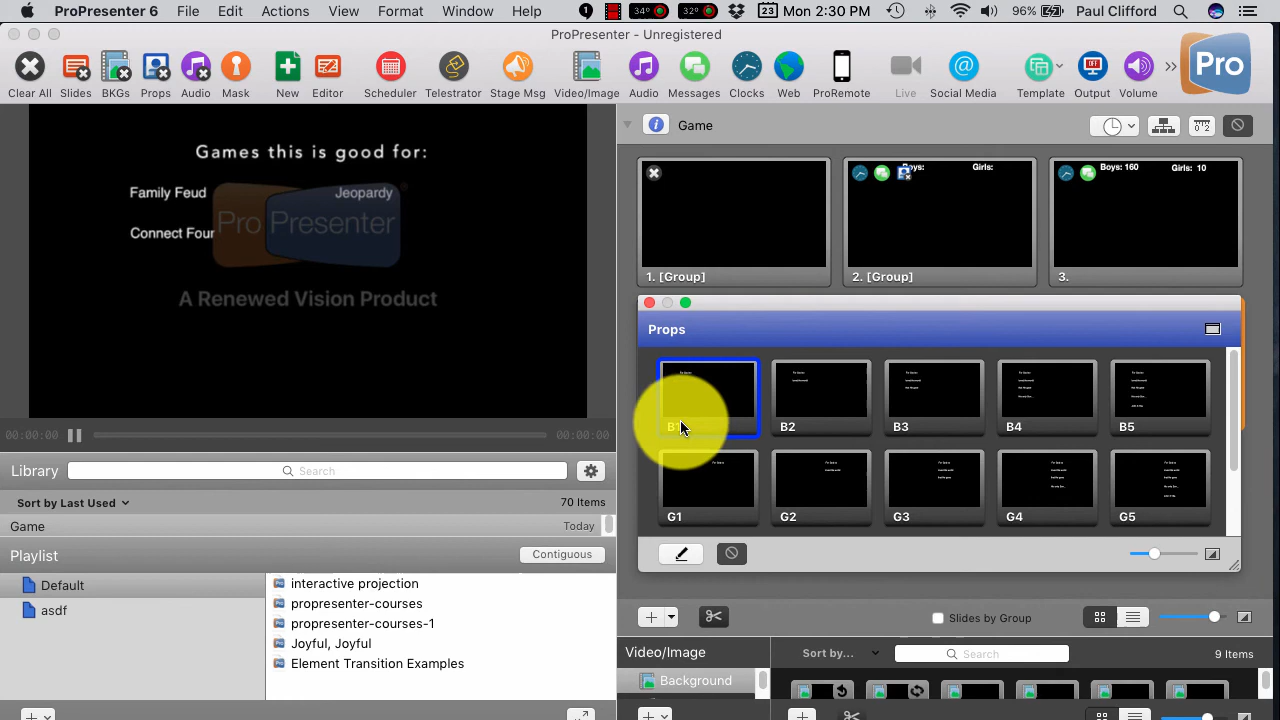 ProPresenter 6 File Edit Actions View Format Window Help 34° 32° 23 Mon 2:30 PM 96% Paul Clifford
ProPresenter - Unregistered
Clear All Slides BKGs Props Audio Mask New Editor Scheduler Telestrator Stage Msg Video/Image Audio Messages Clocks Web ProRemote Live Social Media Template Output Volume
OFF
Pro
Games this is good for:
Family Feud Jeopardy
Connect Four
Pro Presenter
A Renewed Vision Product
00:00:00 00:00:00
Library Search
Sort by Last Used 70 Items
Game Today
Playlist Contiguous
Default
asdf
interactive projection
propresenter-courses
propresenter-courses-1
Joyful, Joyful
Element Transition Examples
Game
Boys: Girls:
Boys: 160 Girls: 10
1. [Group] 2. [Group] 3.
Props
B1 B2 B3 B4 B5
G1 G2 G3 G4 G5
Slides by Group
Video/Image Sort by... Search 9 Items
Background